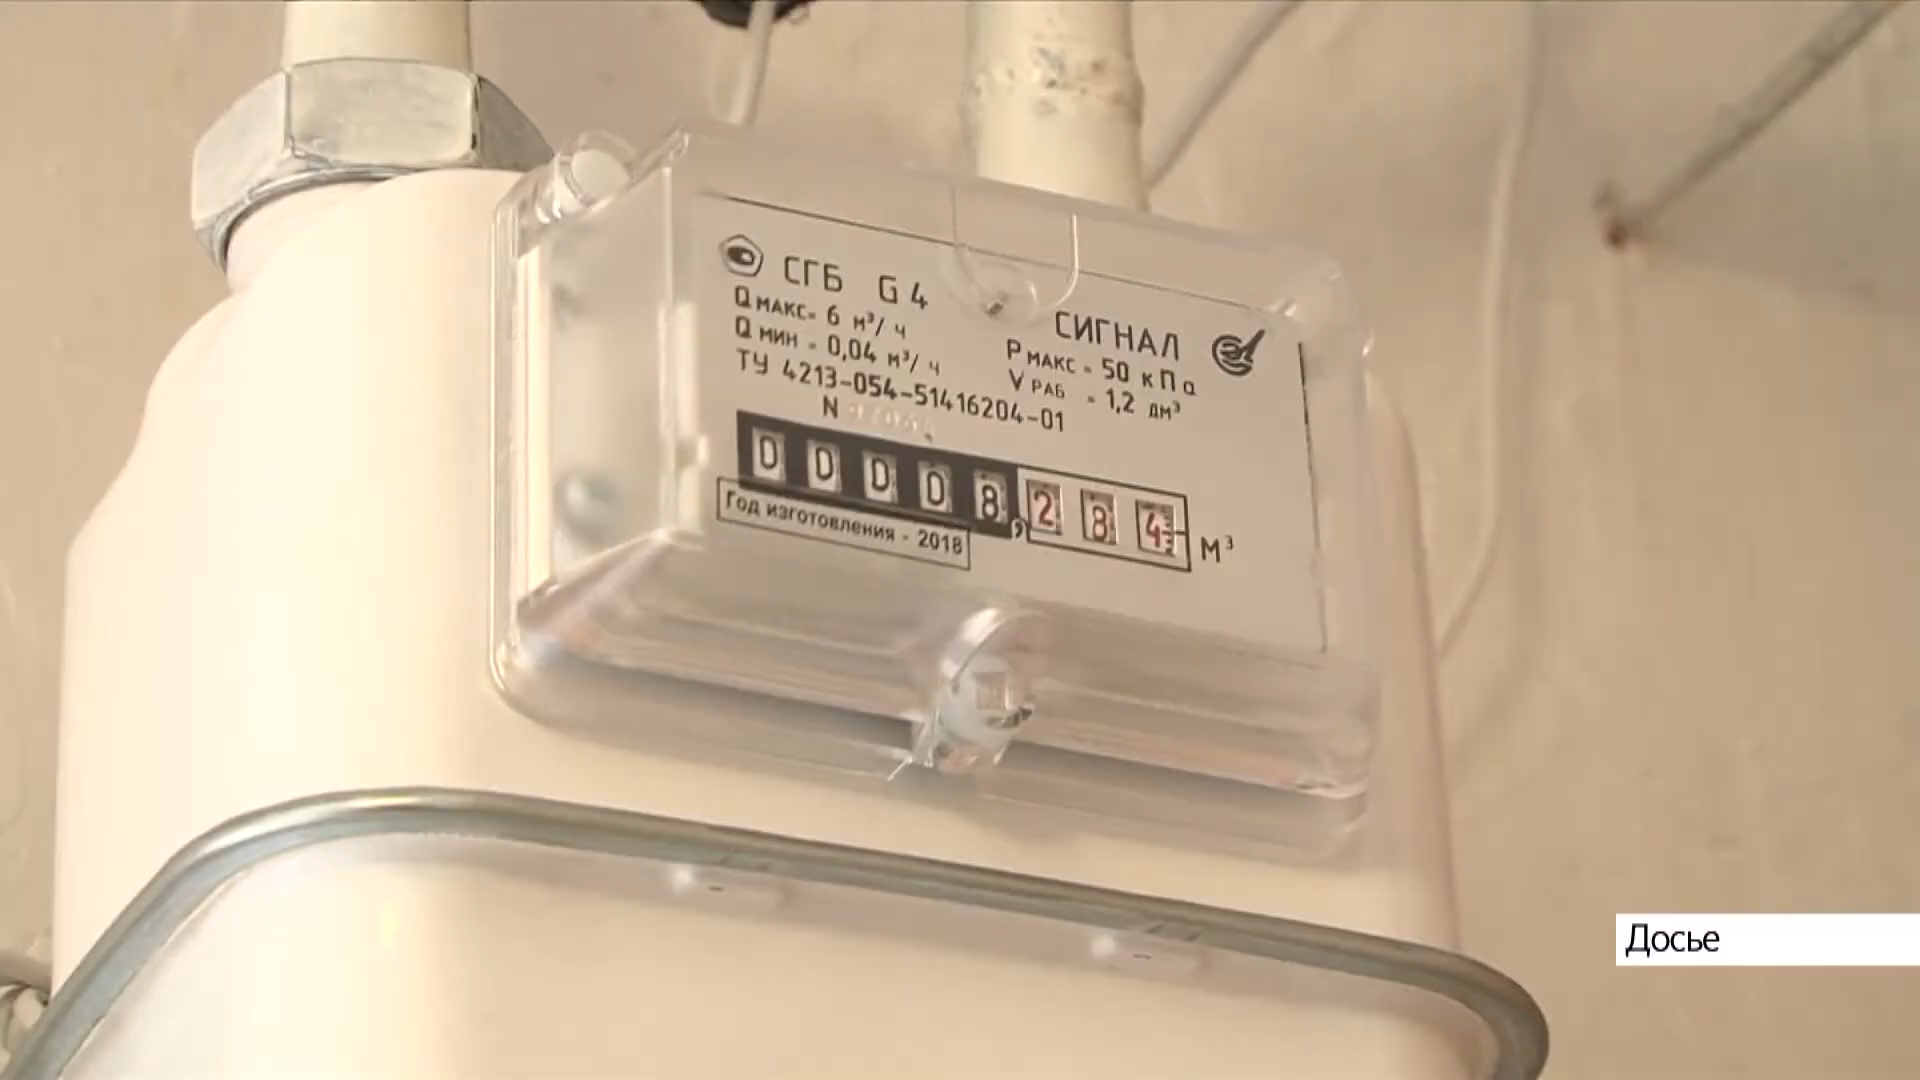 СГБ G4
Qмакс= 6 м³/ч
Qмин = 0,04 м³/ч
ТУ 4213-054-51416204-01
N
СИГНАЛ
Pмакс = 50 кПа
Vраб = 1,2 дм³
00008,284 м³
Год изготовления - 2018
Досье